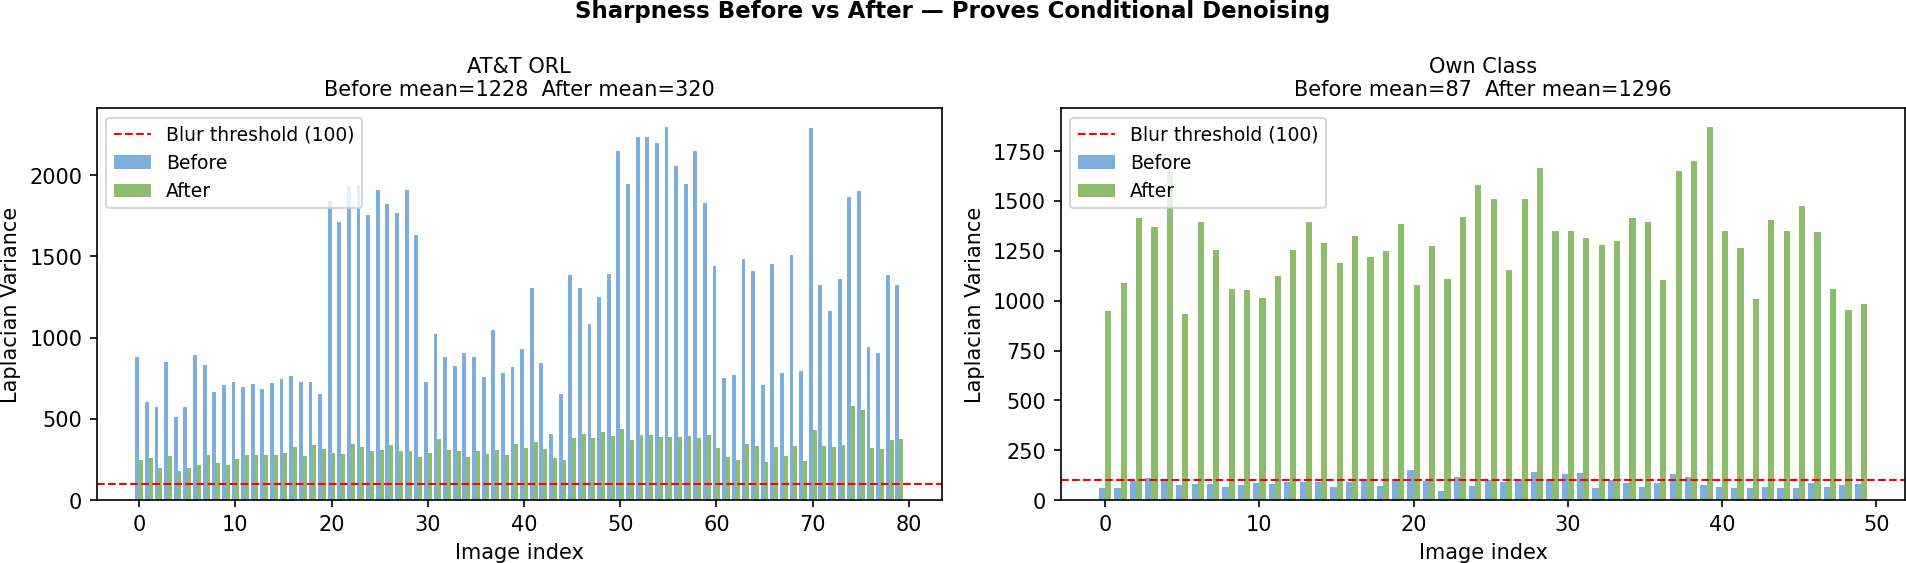 Sharpness Before vs After — Proves Conditional Denoising
AT&T ORL
Before mean=1228  After mean=320
Blur threshold (100)
Before
After
Laplacian Variance
2000
1500
1000
500
0
0 10 20 30 40 50 60 70 80
Image index
Own Class
Before mean=87  After mean=1296
Blur threshold (100)
Before
After
Laplacian Variance
1750
1500
1250
1000
750
500
250
0
0 10 20 30 40 50
Image index